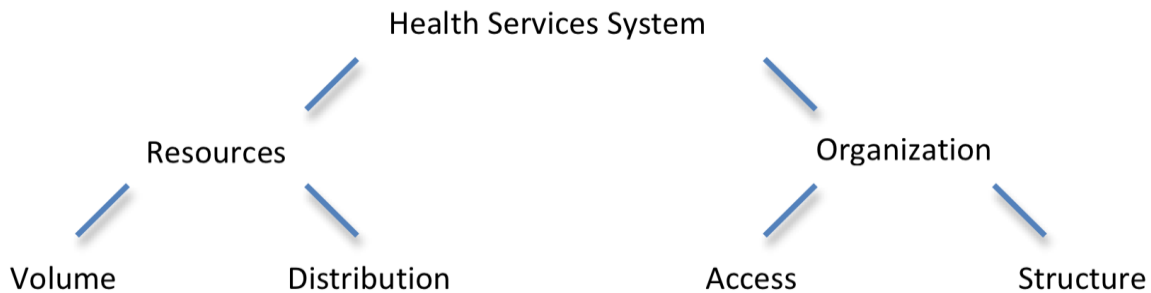 Health Services System
Resources
Organization
Volume
Distribution
Access
Structure